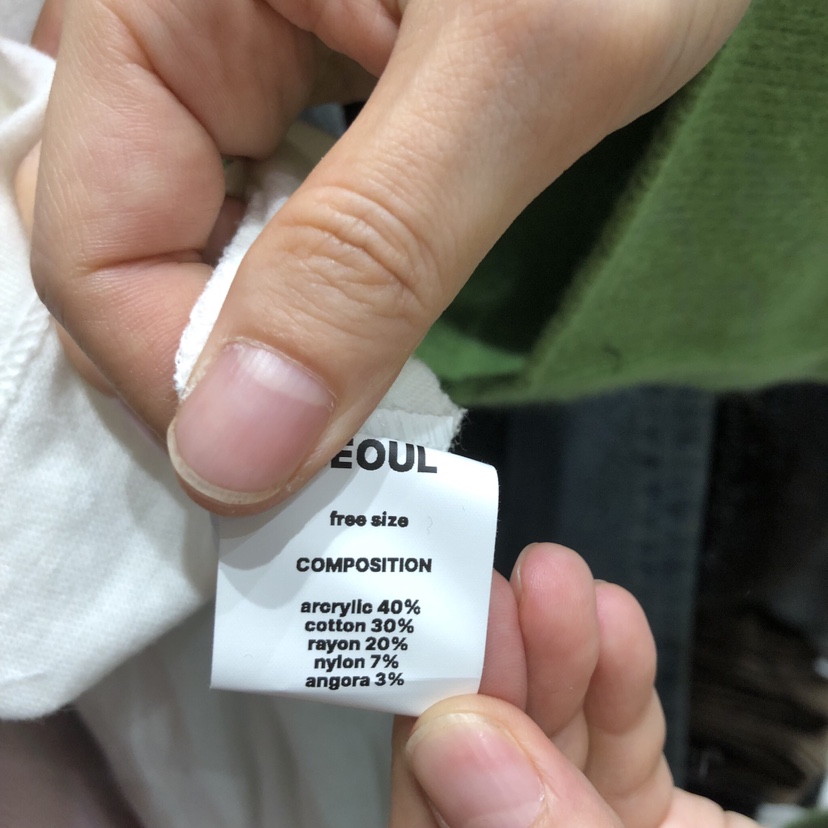 EOUL
free size
COMPOSITION
arcrylic 40%
cotton 30%
rayon 20%
nylon 7%
angora 3%